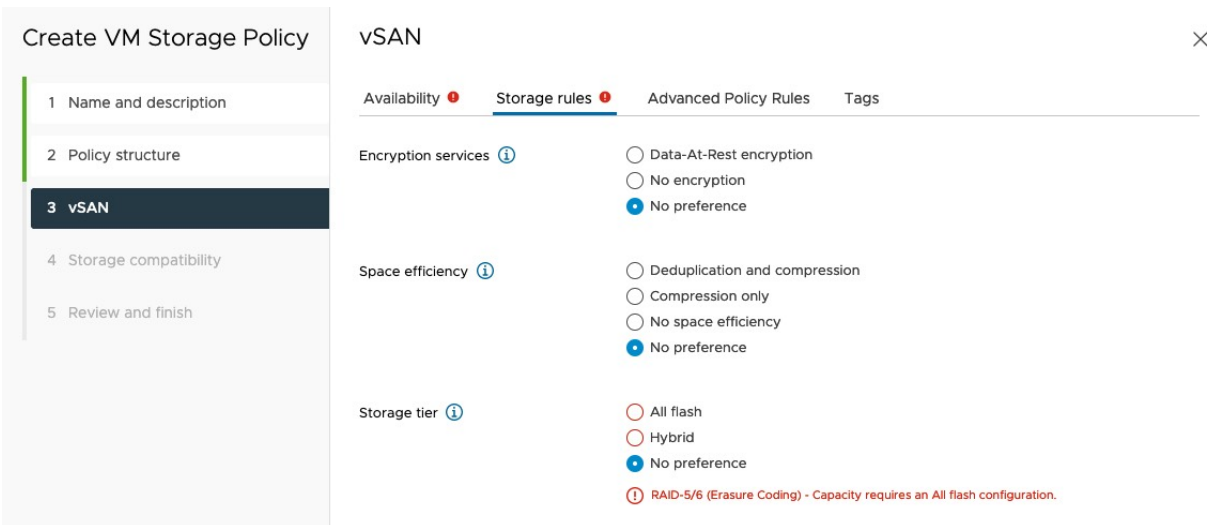 Create VM Storage Policy
1 Name and description
2 Policy structure
3 vSAN
4 Storage compatibility
5 Review and finish
vSAN
Availability Storage rules Advanced Policy Rules Tags
Encryption services
Data-At-Rest encryption
No encryption
No preference
Space efficiency
Deduplication and compression
Compression only
No space efficiency
No preference
Storage tier
All flash
Hybrid
No preference
RAID-5/6 (Erasure Coding) - Capacity requires an All flash configuration.